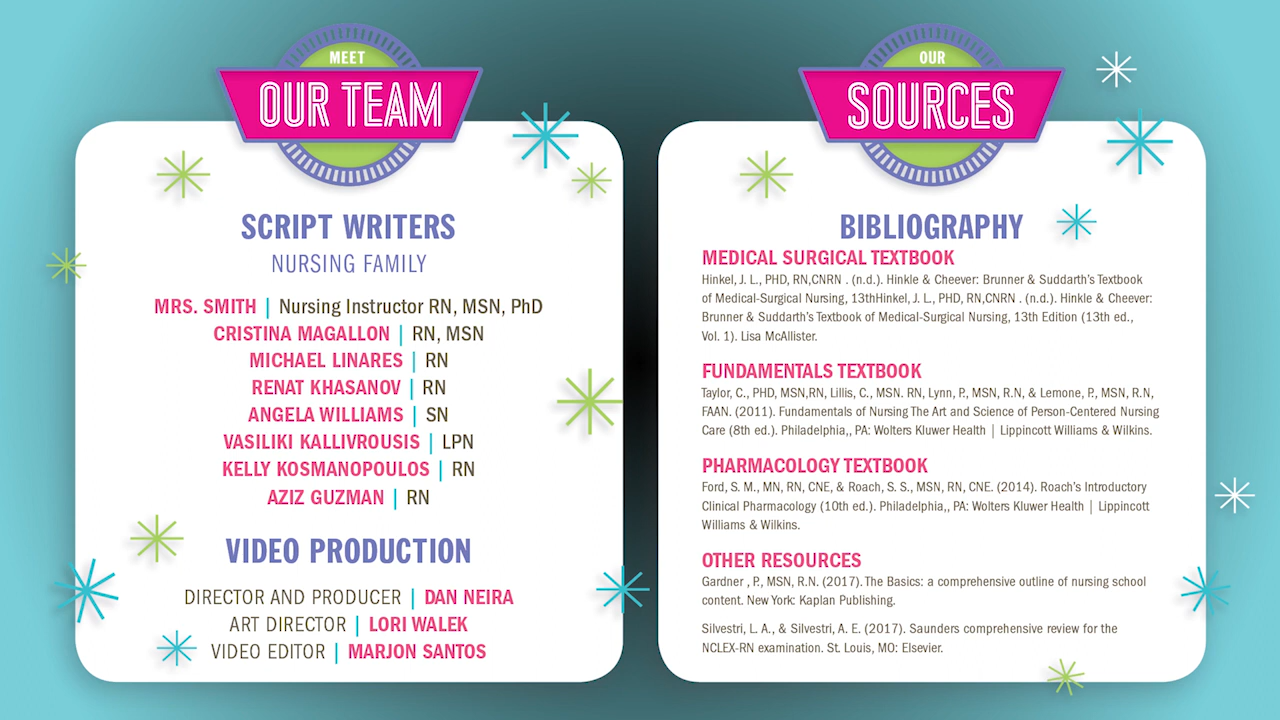 MEET
OUR TEAM
SCRIPT WRITERS
NURSING FAMILY
MRS. SMITH | Nursing Instructor RN, MSN, PhD
CRISTINA MAGALLON | RN, MSN
MICHAEL LINARES | RN
RENAT KHASANOV | RN
ANGELA WILLIAMS | SN
VASILIKI KALLIVROUSIS | LPN
KELLY KOSMANOPOULOS | RN
AZIZ GUZMAN | RN
VIDEO PRODUCTION
DIRECTOR AND PRODUCER | DAN NEIRA
ART DIRECTOR | LORI WALEK
VIDEO EDITOR | MARJON SANTOS
OUR
SOURCES
BIBLIOGRAPHY
MEDICAL SURGICAL TEXTBOOK
Hinkel, J. L., PHD, RN,CNRN . (n.d.). Hinkle & Cheever: Brunner & Suddarth's Textbook
of Medical-Surgical Nursing, 13thHinkel, J. L., PHD, RN,CNRN . (n.d.). Hinkle & Cheever:
Brunner & Suddarth's Textbook of Medical-Surgical Nursing, 13th Edition (13th ed.,
Vol. 1). Lisa McAllister.
FUNDAMENTALS TEXTBOOK
Taylor, C., PHD, MSN,RN, Lillis, C., MSN. RN, Lynn, P., MSN, R.N, & Lemone, P., MSN, R.N,
FAAN. (2011). Fundamentals of Nursing The Art and Science of Person-Centered Nursing
Care (8th ed.). Philadelphia,, PA: Wolters Kluwer Health | Lippincott Williams & Wilkins.
PHARMACOLOGY TEXTBOOK
Ford, S. M., MN, RN, CNE, & Roach, S. S., MSN, RN, CNE. (2014). Roach's Introductory
Clinical Pharmacology (10th ed.). Philadelphia,, PA: Wolters Kluwer Health | Lippincott
Williams & Wilkins.
OTHER RESOURCES
Gardner , P., MSN, R.N. (2017). The Basics: a comprehensive outline of nursing school
content. New York: Kaplan Publishing.
Silvestri, L. A., & Silvestri, A. E. (2017). Saunders comprehensive review for the
NCLEX-RN examination. St. Louis, MO: Elsevier.